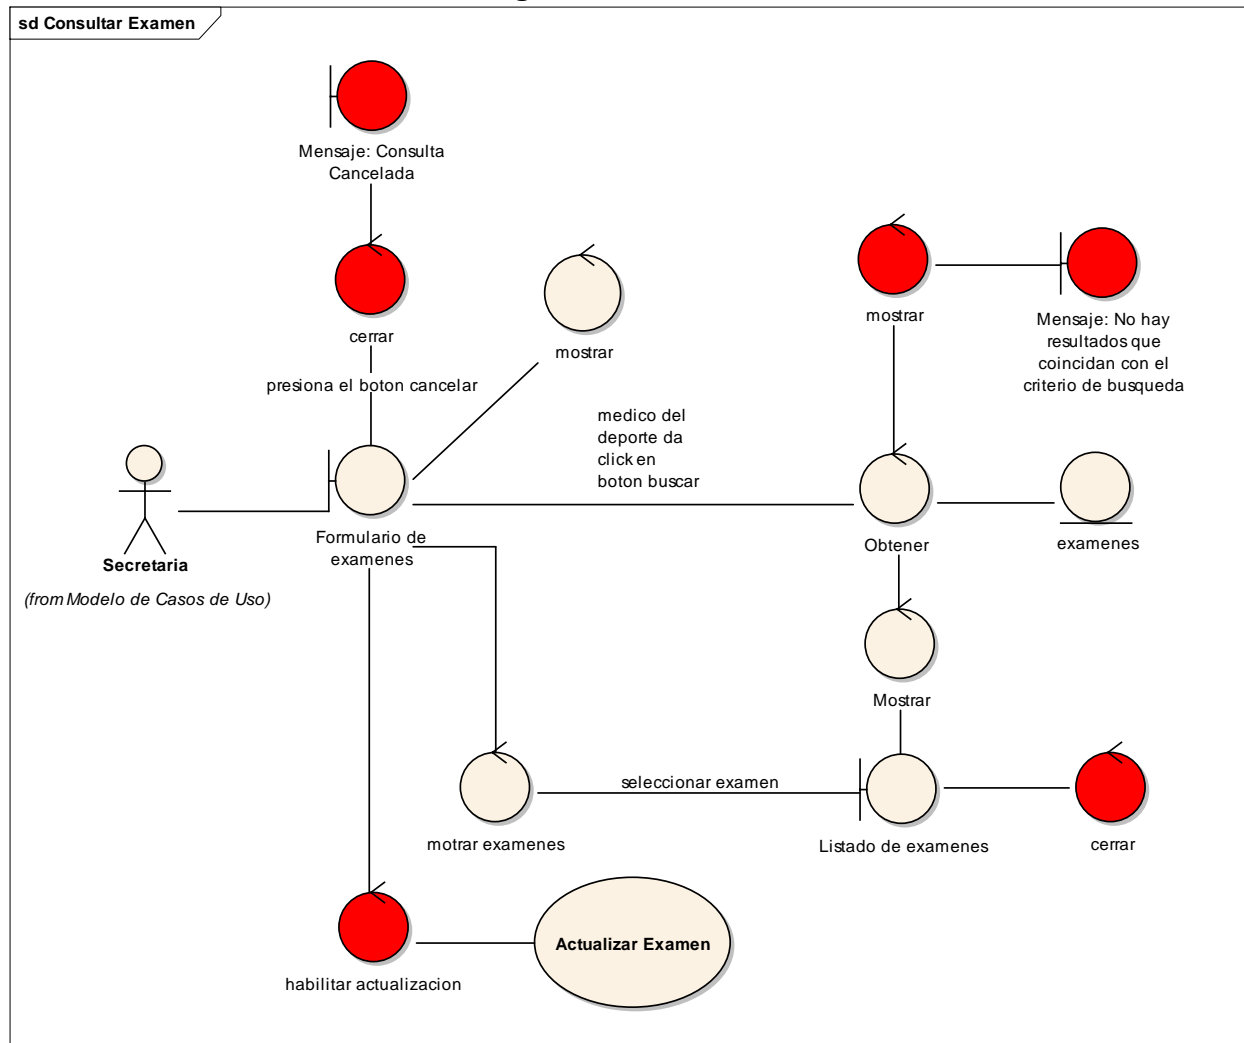 sd Consultar Examen
Mensaje: Consulta
Cancelada
cerrar
presiona el boton cancelar
mostrar
mostrar
Mensaje: No hay
resultados que
coincidan con el
criterio de busqueda
medico del
deporte da
click en
boton buscar
Secretaria
(from Modelo de Casos de Uso)
Formulario de
examenes
Obtener
examenes
Mostrar
seleccionar examen
motrar examenes
Listado de examenes
cerrar
Actualizar Examen
habilitar actualizacion